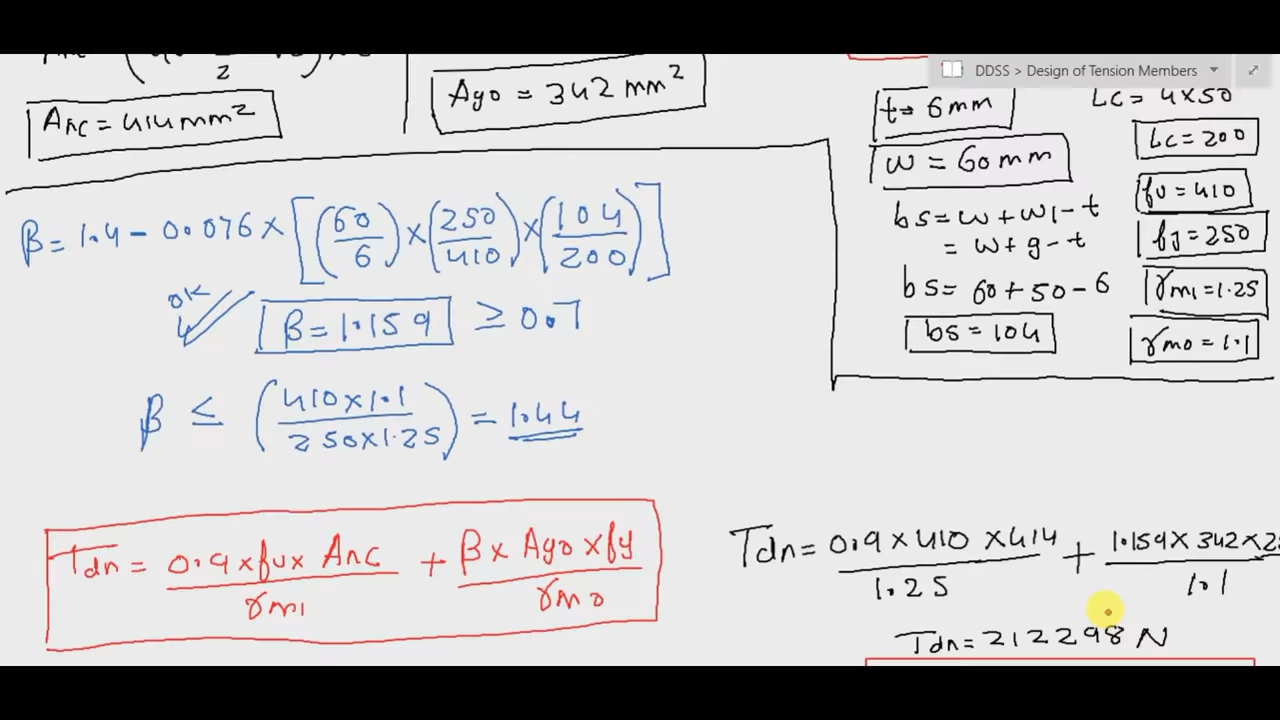 Anc = 414 mm²
Ago = 342 mm²
DDSS > Design of Tension Members
t → 6 mm
w = 60 mm
bs = w + w1 - t
= w + g - t
bs = 60 + 50 - 6
bs = 104
Lc = 4 x 50
Lc = 200
fu = 410
fy = 250
γm1 = 1.25
γmo = 1.1
β = 1.4 - 0.076 × [(60/6) × (250/410) × (104/200)]
ok
β = 1.159 ≥ 0.7
β ≤ (410×1.1 / 250×1.25) = 1.44
Tdn = 0.9 × fu × Anc / γm1 + β × Ago × fy / γmo
Tdn = 0.9 × 410 × 414 / 1.25 + 1.159 × 342 × 2 / 1.1
Tdn = 212298 N